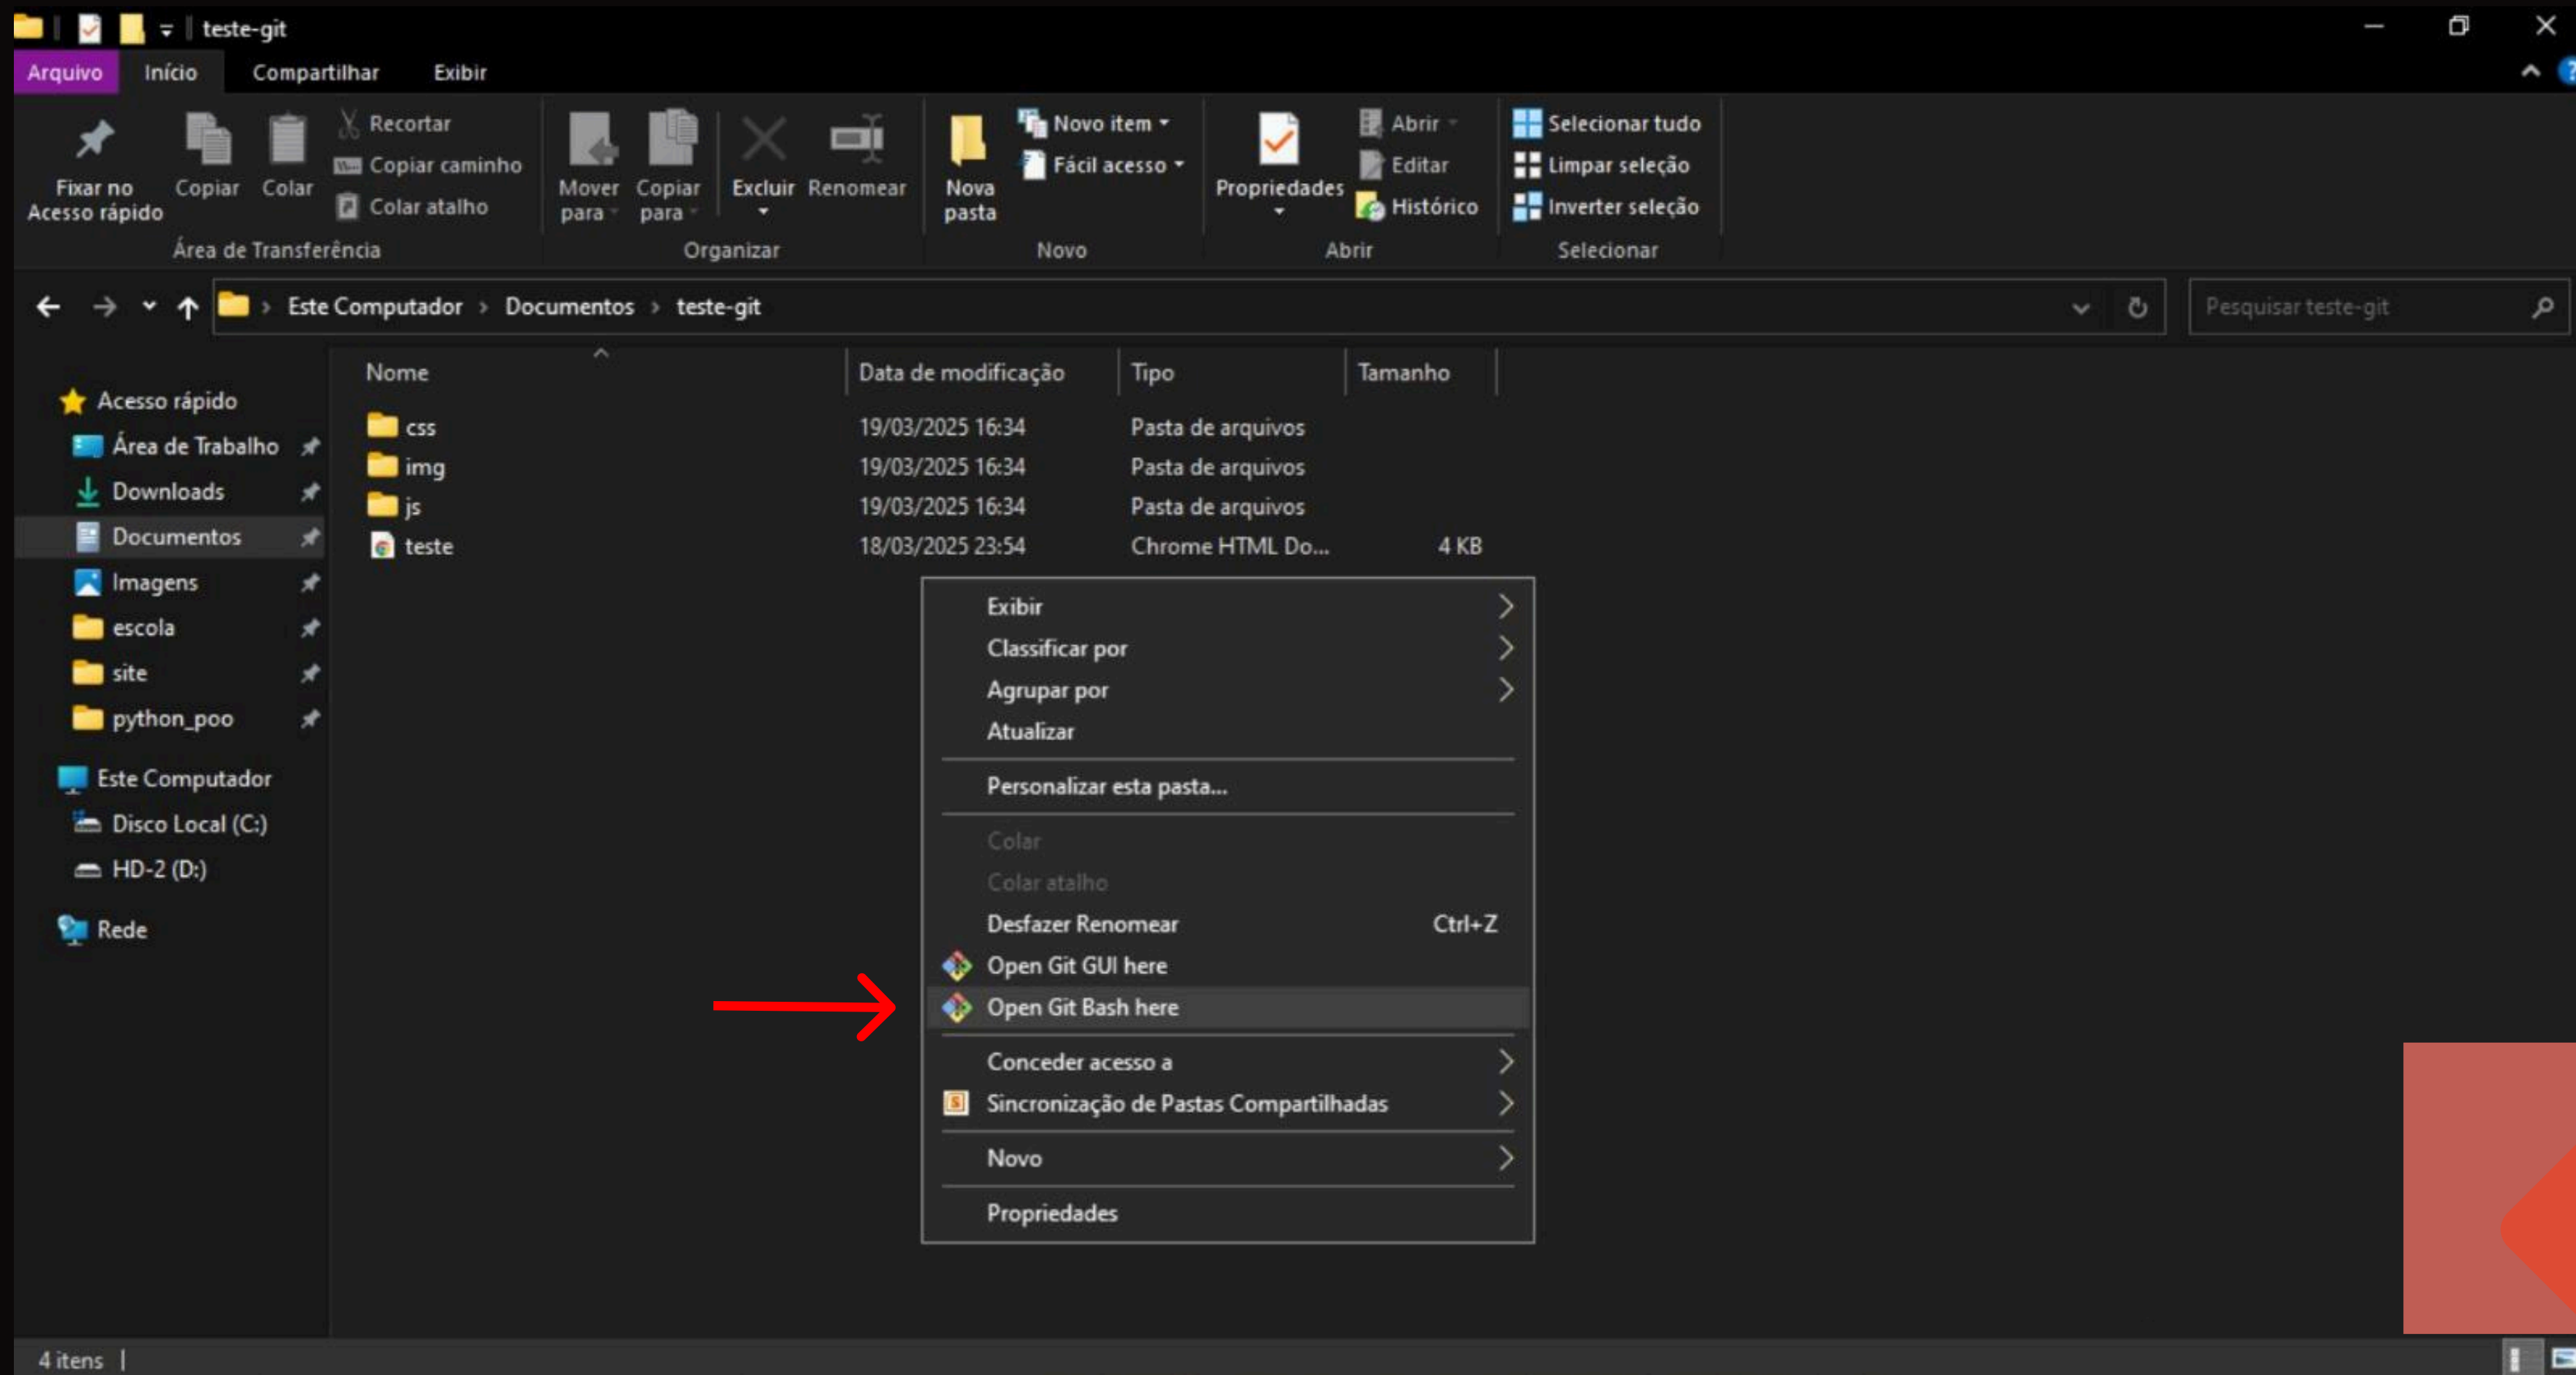 teste-git
Arquivo Início Compartilhar Exibir
Fixar no Acesso rápido
Copiar
Colar
Recortar
Copiar caminho
Colar atalho
Área de Transferência
Mover para
Copiar para
Excluir
Renomear
Organizar
Nova pasta
Novo item
Fácil acesso
Novo
Propriedades
Abrir
Editar
Histórico
Abrir
Selecionar tudo
Limpar seleção
Inverter seleção
Selecionar
Este Computador > Documentos > teste-git
Pesquisar teste-git
Acesso rápido
Área de Trabalho
Downloads
Documentos
Imagens
escola
site
python_poo
Este Computador
Disco Local (C:)
HD-2 (D:)
Rede
Nome Data de modificação Tipo Tamanho
css 19/03/2025 16:34 Pasta de arquivos
img 19/03/2025 16:34 Pasta de arquivos
js 19/03/2025 16:34 Pasta de arquivos
teste 18/03/2025 23:54 Chrome HTML Do... 4 KB
Exibir
Classificar por
Agrupar por
Atualizar
Personalizar esta pasta...
Colar
Colar atalho
Desfazer Renomear Ctrl+Z
Open Git GUI here
Open Git Bash here
Conceder acesso a
Sincronização de Pastas Compartilhadas
Novo
Propriedades
4 itens